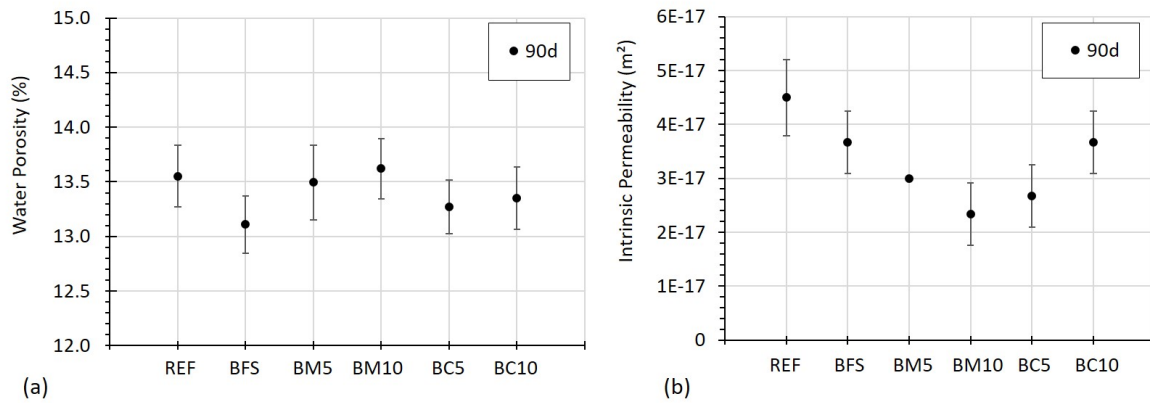 Water Porosity (%)
15.0
14.5
14.0
13.5
13.0
12.5
12.0
90d
REF BFS BM5 BM10 BC5 BC10
(a)
Intrinsic Permeability (m²)
6E-17
5E-17
4E-17
3E-17
2E-17
1E-17
0
90d
REF BFS BM5 BM10 BC5 BC10
(b)